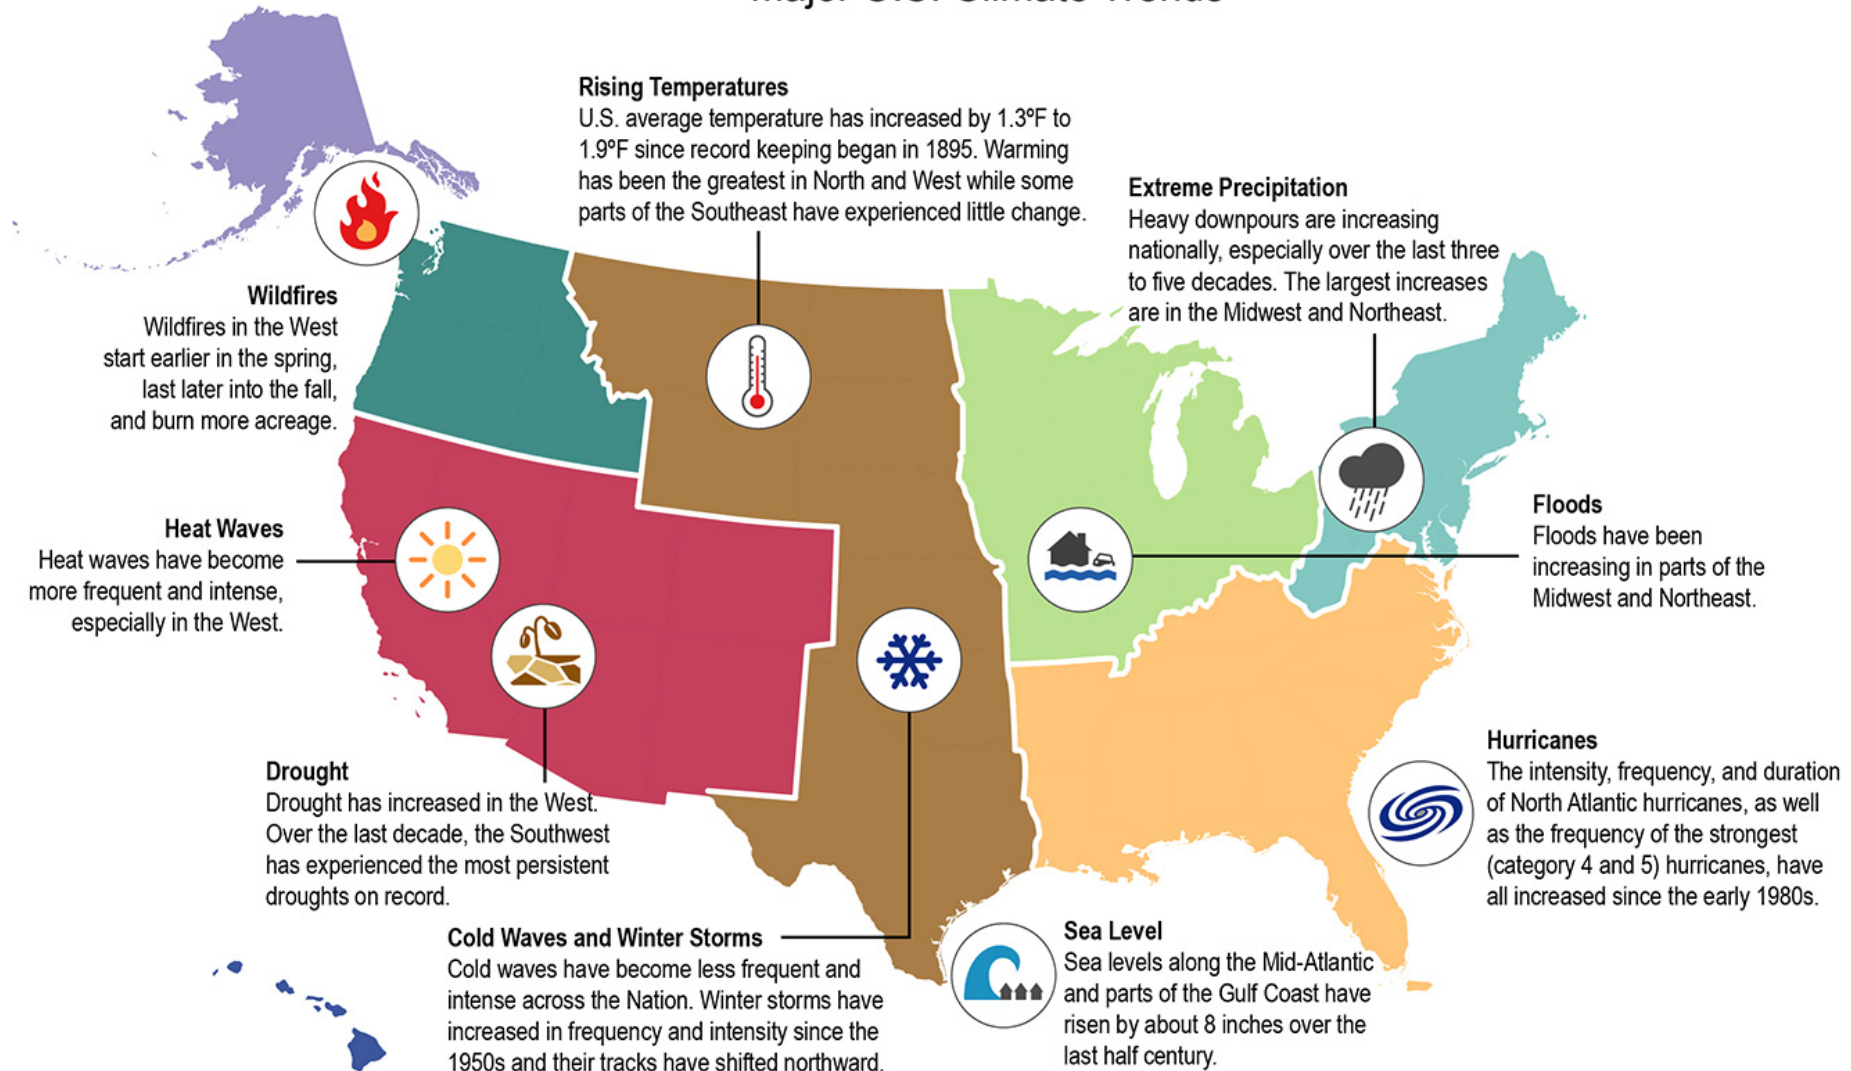 Major U.S. Climate Trends
Rising Temperatures
U.S. average temperature has increased by 1.3ºF to
1.9ºF since record keeping began in 1895. Warming
has been the greatest in North and West while some
parts of the Southeast have experienced little change.
Extreme Precipitation
Heavy downpours are increasing
nationally, especially over the last three
to five decades. The largest increases
are in the Midwest and Northeast.
Wildfires
Wildfires in the West
start earlier in the spring,
last later into the fall,
and burn more acreage.
Heat Waves
Heat waves have become
more frequent and intense,
especially in the West.
Floods
Floods have been
increasing in parts of the
Midwest and Northeast.
Drought
Drought has increased in the West.
Over the last decade, the Southwest
has experienced the most persistent
droughts on record.
Hurricanes
The intensity, frequency, and duration
of North Atlantic hurricanes, as well
as the frequency of the strongest
(category 4 and 5) hurricanes, have
all increased since the early 1980s.
Cold Waves and Winter Storms
Cold waves have become less frequent and
intense across the Nation. Winter storms have
increased in frequency and intensity since the
1950s and their tracks have shifted northward.
Sea Level
Sea levels along the Mid-Atlantic
and parts of the Gulf Coast have
risen by about 8 inches over the
last half century.